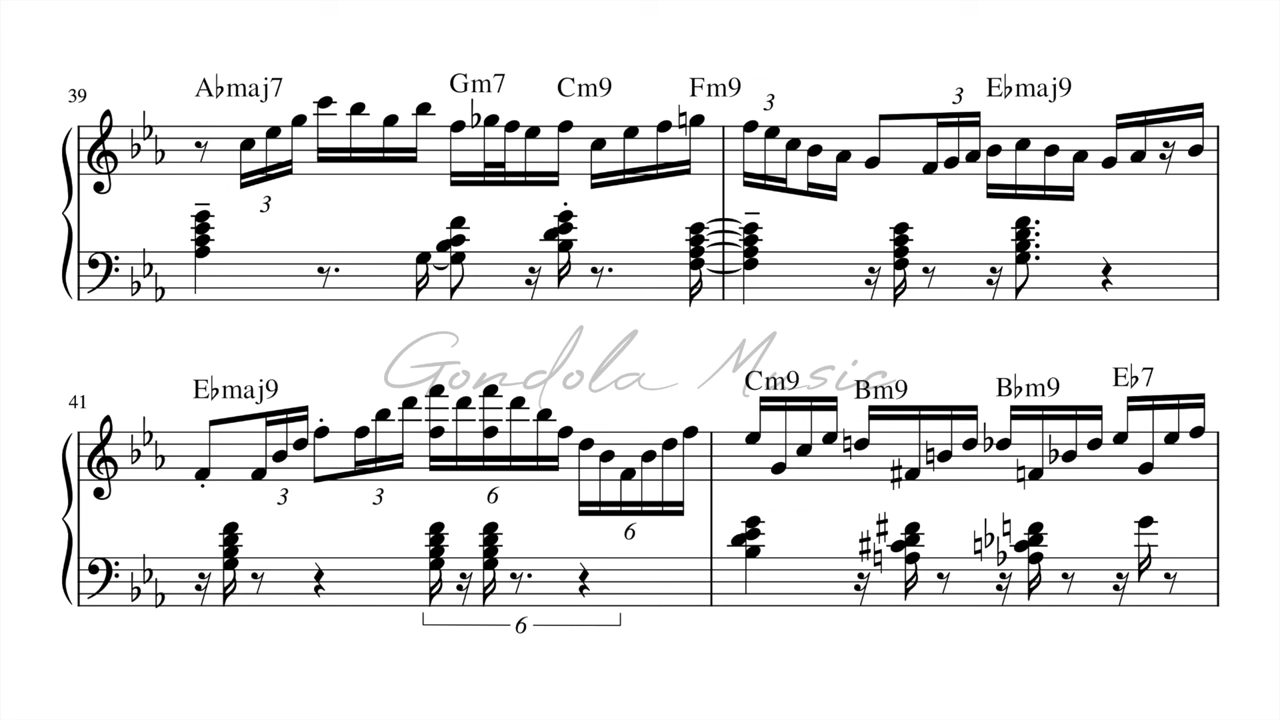 39 A♭maj7 Gm7 Cm9 Fm9 3 3 E♭maj9
3
Gondola Music
41 E♭maj9 Cm9 Bm9 B♭m9 E♭7
3 3 6 6
6